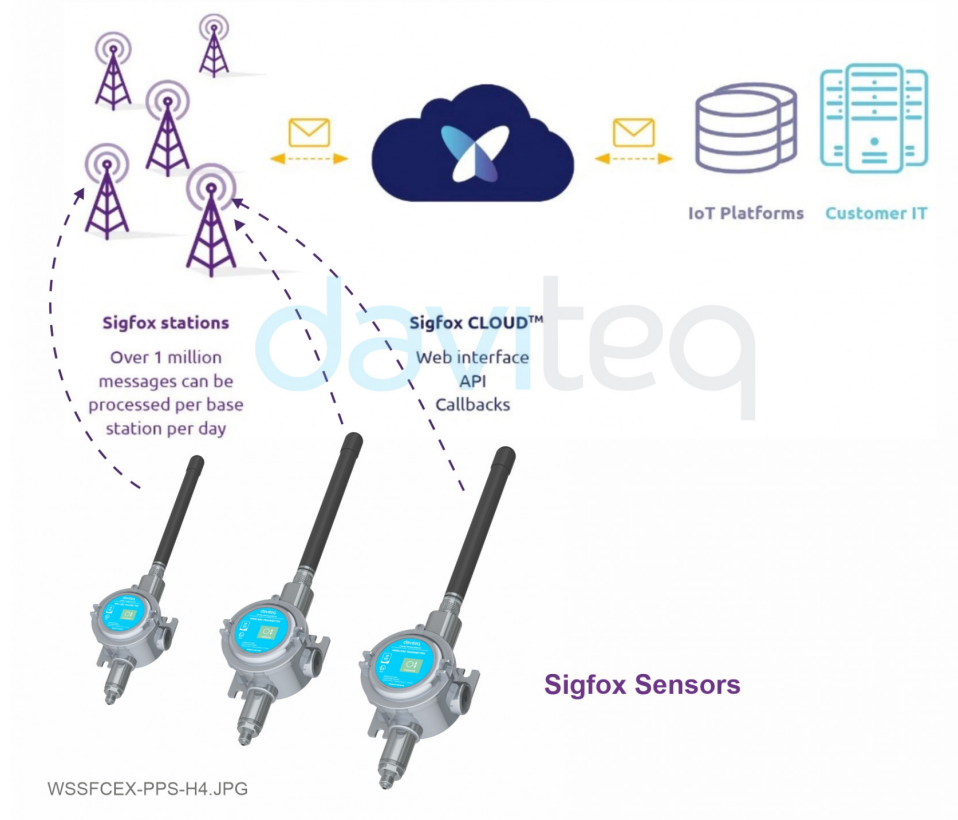 IoT Platforms
Customer IT
Sigfox stations
Over 1 million
messages can be
processed per base
station per day
Sigfox CLOUD™
Web interface
API
Callbacks
daviteq
Sigfox Sensors
WSSFCEX-PPS-H4.JPG